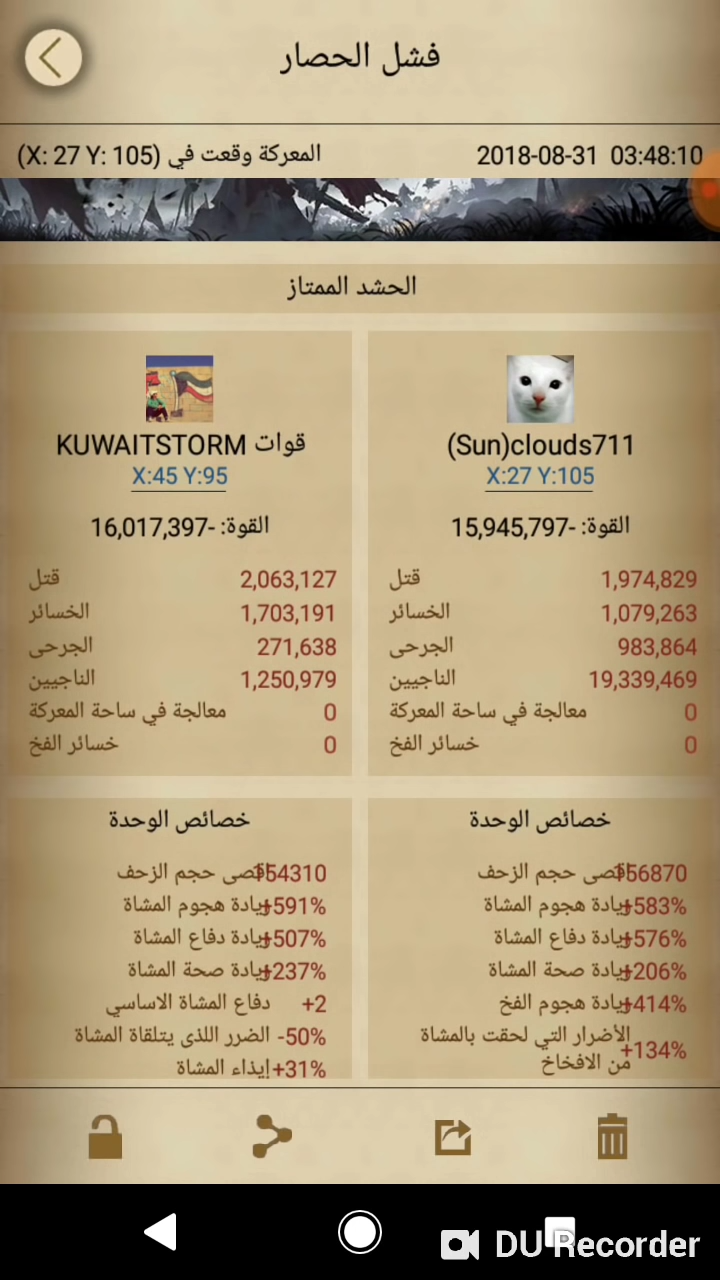 فشل الحصار
المعركة وقعت في (X: 27 Y: 105)
2018-08-31 03:48:10
الحشد الممتاز
قوات KUWAITSTORM
X:45 Y:95
القوة: -16,017,397
قتل 2,063,127
الخسائر 1,703,191
الجرحى 271,638
الناجيين 1,250,979
معالجة في ساحة المعركة 0
خسائر الفخ 0
(Sun)clouds711
X:27 Y:105
القوة: -15,945,797
قتل 1,974,829
الخسائر 1,079,263
الجرحى 983,864
الناجيين 19,339,469
معالجة في ساحة المعركة 0
خسائر الفخ 0
خصائص الوحدة
أقصى حجم الزحف 354310
زيادة هجوم المشاة +591%
زيادة دفاع المشاة +507%
زيادة صحة المشاة +237%
دفاع المشاة الاساسي +2
الضرر اللذى يتلقاة المشاة -50%
إيذاء المشاة +31%
خصائص الوحدة
أقصى حجم الزحف 356870
زيادة هجوم المشاة +583%
زيادة دفاع المشاة +576%
زيادة صحة المشاة +206%
زيادة هجوم الفخ +414%
الأضرار التي لحقت بالمشاة
من الافخاخ +134%
DU Recorder